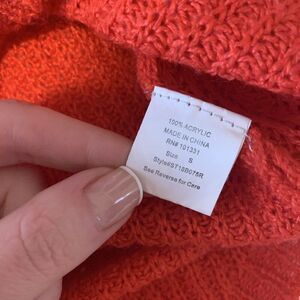 100% ACRYLIC
MADE IN CHINA
RN# 101331
Size S
Style#ST18B075R
See Reverse for Care